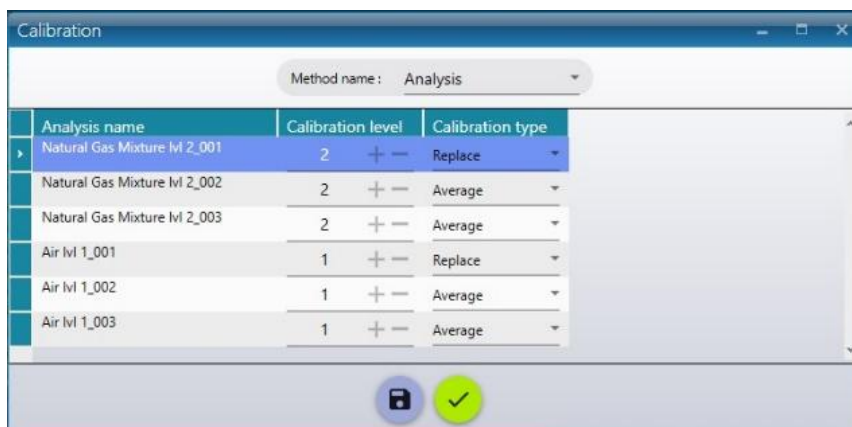 Calibration
Method name : Analysis
Analysis name Calibration level Calibration type
Natural Gas Mixture lvl 2_001 2 Replace
Natural Gas Mixture lvl 2_002 2 Average
Natural Gas Mixture lvl 2_003 2 Average
Air lvl 1_001 1 Replace
Air lvl 1_002 1 Average
Air lvl 1_003 1 Average